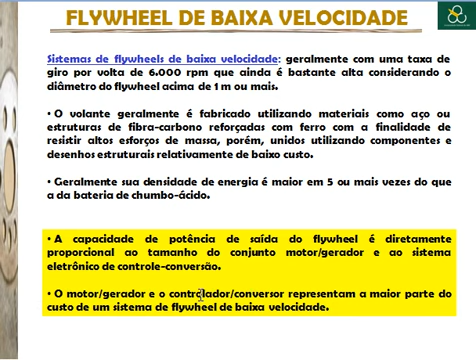 FLYWHEEL DE BAIXA VELOCIDADE
Sistemas de flywheels de baixa velocidade: geralmente com uma taxa de
giro por volta de 6.000 rpm que ainda é bastante alta considerando o
diâmetro do flywheel acima de 1 m ou mais.
• O volante geralmente é fabricado utilizando materiais como aço ou
estruturas de fibra-carbono reforçadas com ferro com a finalidade de
resistir altos esforços de massa, porém, unidos utilizando componentes e
desenhos estruturais relativamente de baixo custo.
• Geralmente sua densidade de energia é maior em 5 ou mais vezes do que
a da bateria de chumbo-ácido.
• A capacidade de potência de saída do flywheel é diretamente
proporcional ao tamanho do conjunto motor/gerador e ao sistema
eletrônico de controle-conversão.
• O motor/gerador e o controlador/conversor representam a maior parte do
custo de um sistema de flywheel de baixa velocidade.